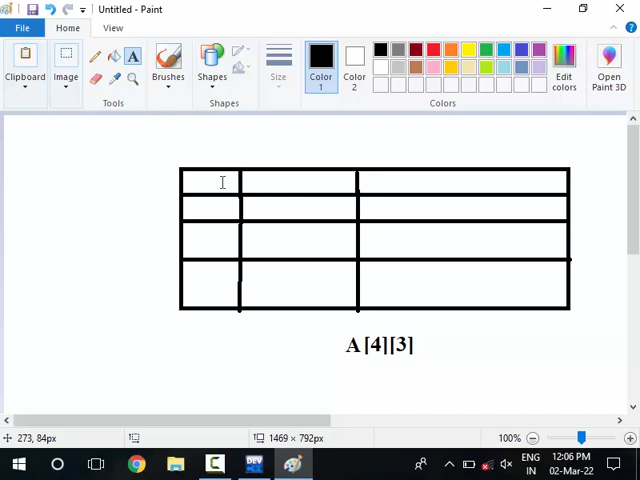 Untitled - Paint
File
Home
View
Clipboard
Image
Tools
A
Brushes
Shapes
Shapes
Size
Color 1
Color 2
Colors
Edit colors
Open Paint 3D
A [4][3]
273, 84px
1469 × 792px
100%
ENG
IN
12:06 PM
02-Mar-22
DEV
C